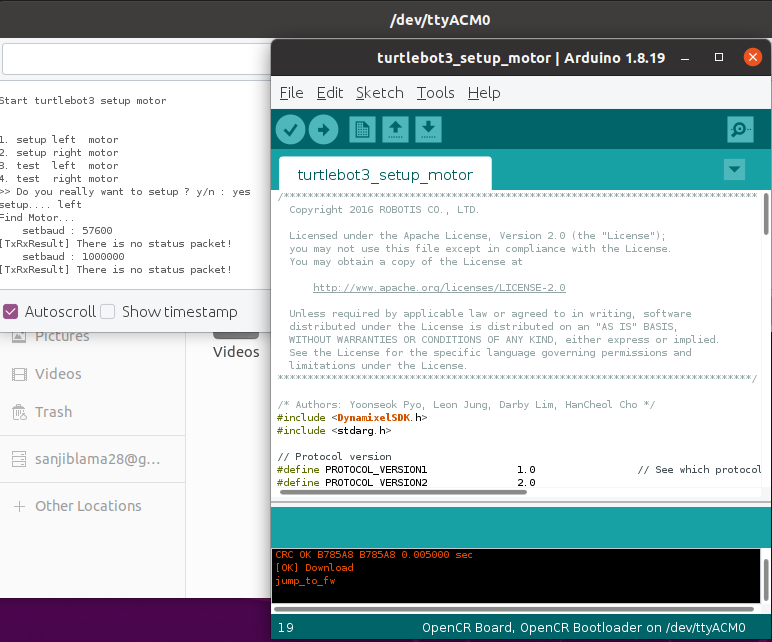 /dev/ttyACM0
Start turtlebot3 setup motor
1. setup left  motor
2. setup right motor
3. test  left  motor
4. test  right motor
>> Do you really want to setup ? y/n : yes
setup.... left
Find Motor...
    setbaud : 57600
[TxRxResult] There is no status packet!
    setbaud : 1000000
[TxRxResult] There is no status packet!
Autoscroll Show timestamp
Pictures
Videos
Trash
sanjiblama28@g...
Other Locations
Videos
turtlebot3_setup_motor | Arduino 1.8.19
File Edit Sketch Tools Help
turtlebot3_setup_motor
/*******************************************************************************
  Copyright 2016 ROBOTIS CO., LTD.
  Licensed under the Apache License, Version 2.0 (the "License");
  you may not use this file except in compliance with the License.
  You may obtain a copy of the License at
      http://www.apache.org/licenses/LICENSE-2.0
  Unless required by applicable law or agreed to in writing, software
  distributed under the License is distributed on an "AS IS" BASIS,
  WITHOUT WARRANTIES OR CONDITIONS OF ANY KIND, either express or implied.
  See the License for the specific language governing permissions and
  limitations under the License.
*******************************************************************************/
/* Authors: Yoonseok Pyo, Leon Jung, Darby Lim, HanCheol Cho */
#include <DynamixelSDK.h>
#include <stdarg.h>
// Protocol version
#define PROTOCOL_VERSION1               1.0                 // See which protocol
#define PROTOCOL_VERSION2               2.0
CRC OK B785A8 B785A8 0.005000 sec
[OK] Download
jump_to_fw
19 OpenCR Board, OpenCR Bootloader on /dev/ttyACM0